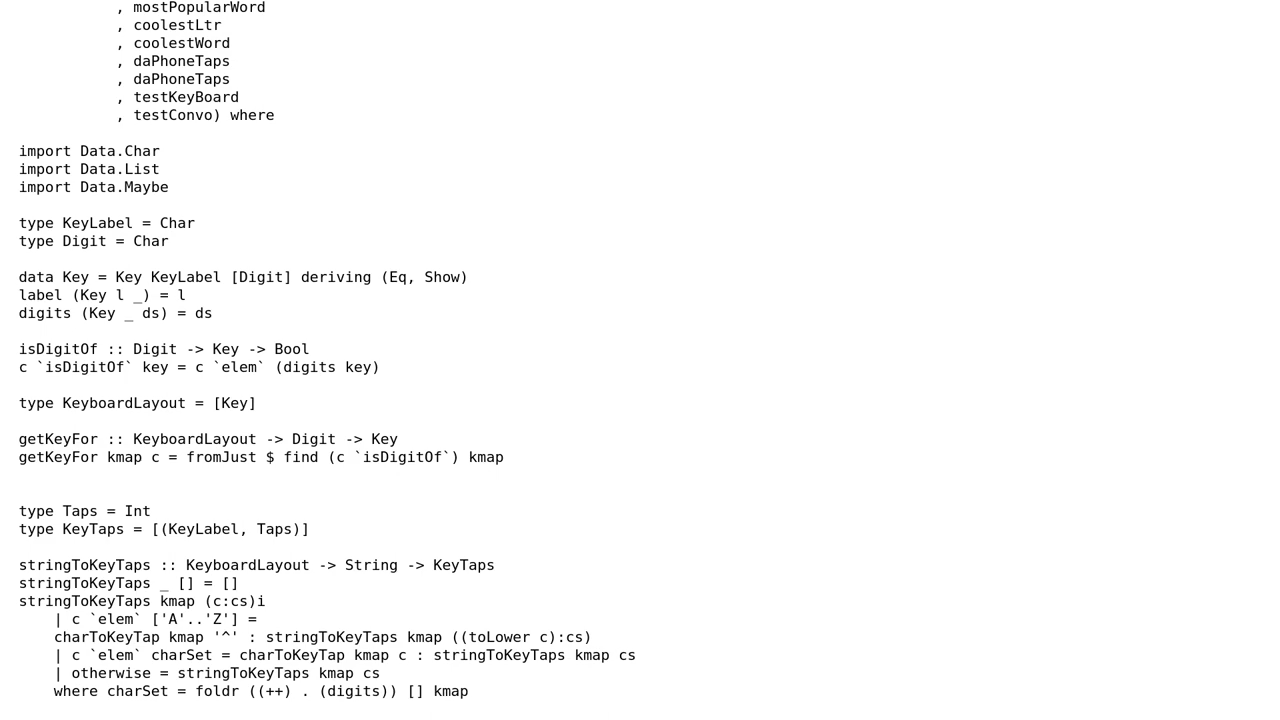 , mostPopularWord
, coolestLtr
, coolestWord
, daPhoneTaps
, daPhoneTaps
, testKeyBoard
, testConvo) where
import Data.Char
import Data.List
import Data.Maybe
type KeyLabel = Char
type Digit = Char
data Key = Key KeyLabel [Digit] deriving (Eq, Show)
label (Key l _) = l
digits (Key _ ds) = ds
isDigitOf :: Digit -> Key -> Bool
c `isDigitOf` key = c `elem` (digits key)
type KeyboardLayout = [Key]
getKeyFor :: KeyboardLayout -> Digit -> Key
getKeyFor kmap c = fromJust $ find (c `isDigitOf`) kmap
type Taps = Int
type KeyTaps = [(KeyLabel, Taps)]
stringToKeyTaps :: KeyboardLayout -> String -> KeyTaps
stringToKeyTaps _ [] = []
stringToKeyTaps kmap (c:cs)i
| c `elem` ['A'..'Z'] =
charToKeyTap kmap '^' : stringToKeyTaps kmap ((toLower c):cs)
| c `elem` charSet = charToKeyTap kmap c : stringToKeyTaps kmap cs
| otherwise = stringToKeyTaps kmap cs
where charSet = foldr ((++) . (digits)) [] kmap